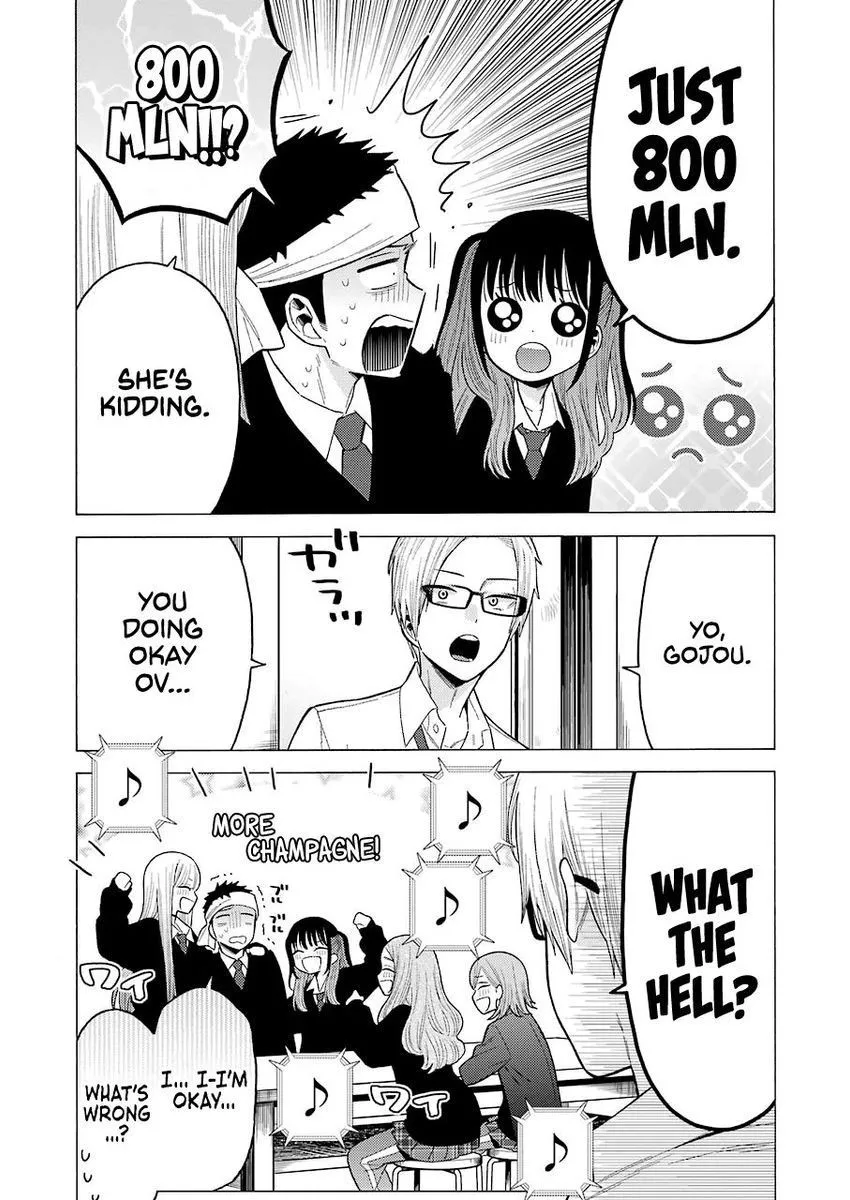 JUST
800
MLN.
800
MLN!!!?
SHE'S
KIDDING.
YO,
GOJOU.
ガラッ
YOU
DOING
OKAY
OV...
WHAT
THE
HELL?
MORE
CHAMPAGNE!
ワイ
ワイ
I... I-I'M
OKAY...
WHAT'S
WRONG
...?